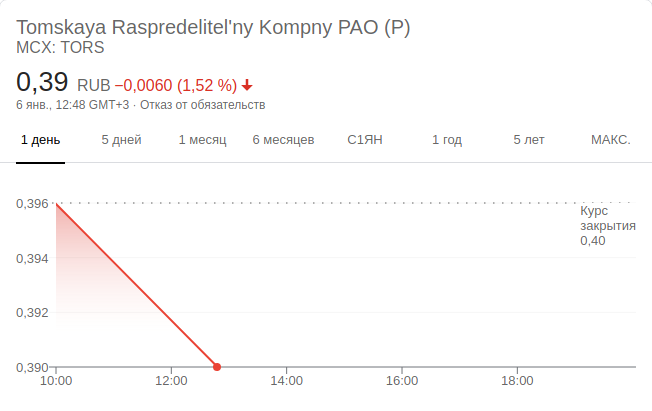 Tomskaya Raspredelitel'ny Kompny PAO (P)
MCX: TORS
0,39 RUB −0,0060 (1,52 %)
6 янв., 12:48 GMT+3 · Отказ от обязательств
1 день 5 дней 1 месяц 6 месяцев С1ЯН 1 год 5 лет МАКС.
0,396
Курс
закрытия
0,40
0,394
0,392
0,390
10:00 12:00 14:00 16:00 18:00